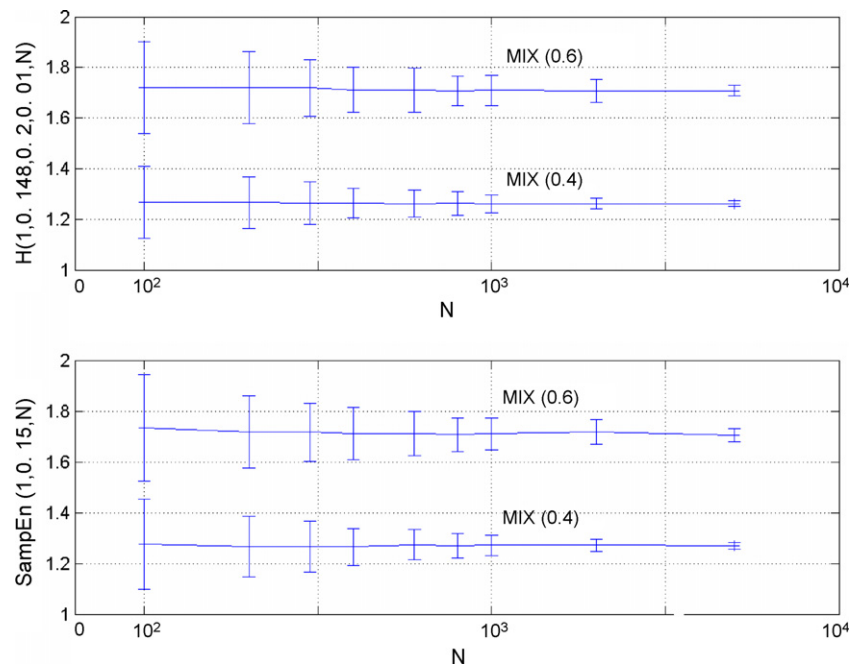 2
1.8
1.6
1.4
1.2
1
H(1,0. 148,0. 2,0. 01,N)
MIX (0.6)
MIX (0.4)
0
10²
10³
10⁴
N
2
1.8
1.6
1.4
1.2
1
SampEn (1,0. 15,N)
MIX (0.6)
MIX (0.4)
0
10²
10³
10⁴
N